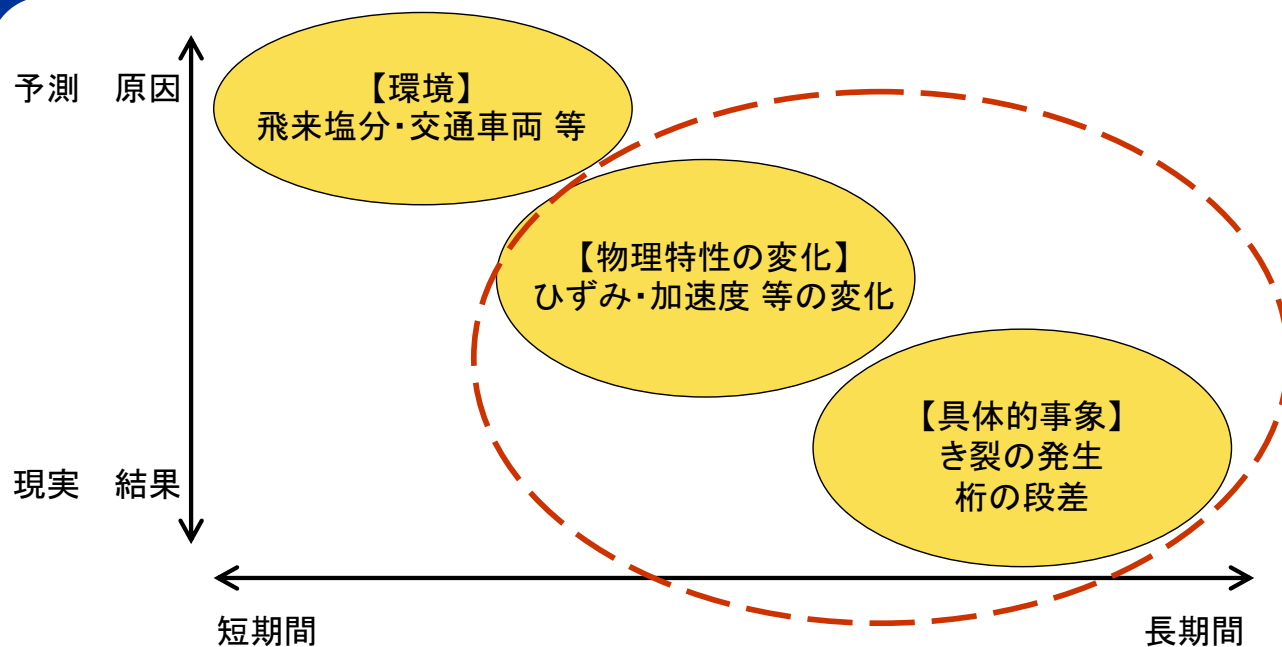 予測 原因
【環境】
飛来塩分・交通車両 等
【物理特性の変化】
ひずみ・加速度 等の変化
【具体的事象】
き裂の発生
桁の段差
現実 結果
短期間
長期間